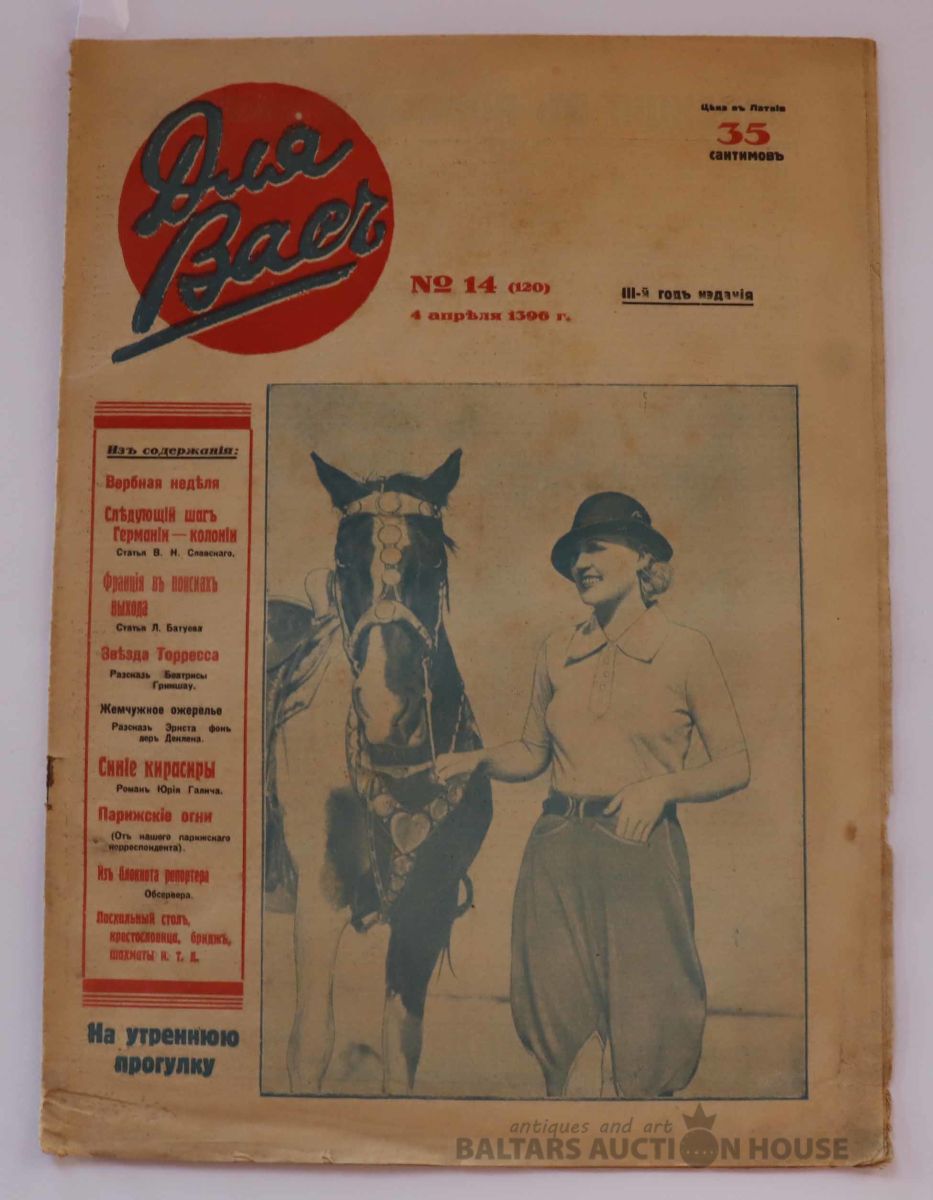 Для
Васъ
Цѣна въ Латвіи
35
сантимовъ
№ 14 (120)
4 апрѣля 1396 г.
III-й годъ изданія
Изъ содержанія:
Вербная недѣля
Слѣдующій шагъ
Германіи — колоніи
Статья В. Н. Славскаго.
Франція въ поискахъ
выхода
Статья Л. Батуева
Звѣзда Торресса
Разсказъ Беатрисы
Гримшау.
Жемчужное ожерелье
Разсказъ Эрнста фонъ
деръ Деклена.
Синіе кирасиры
Романъ Юрія Галича.
Парижскіе огни
(Отъ нашего парижскаго
корреспондента).
Изъ блокнота репортера
Обсервера.
Пасхальный столъ,
крестословица, бриджъ,
шахматы и. т. д.
На утреннюю
прогулку
antiques and art
BALTARS AUCTION HOUSE